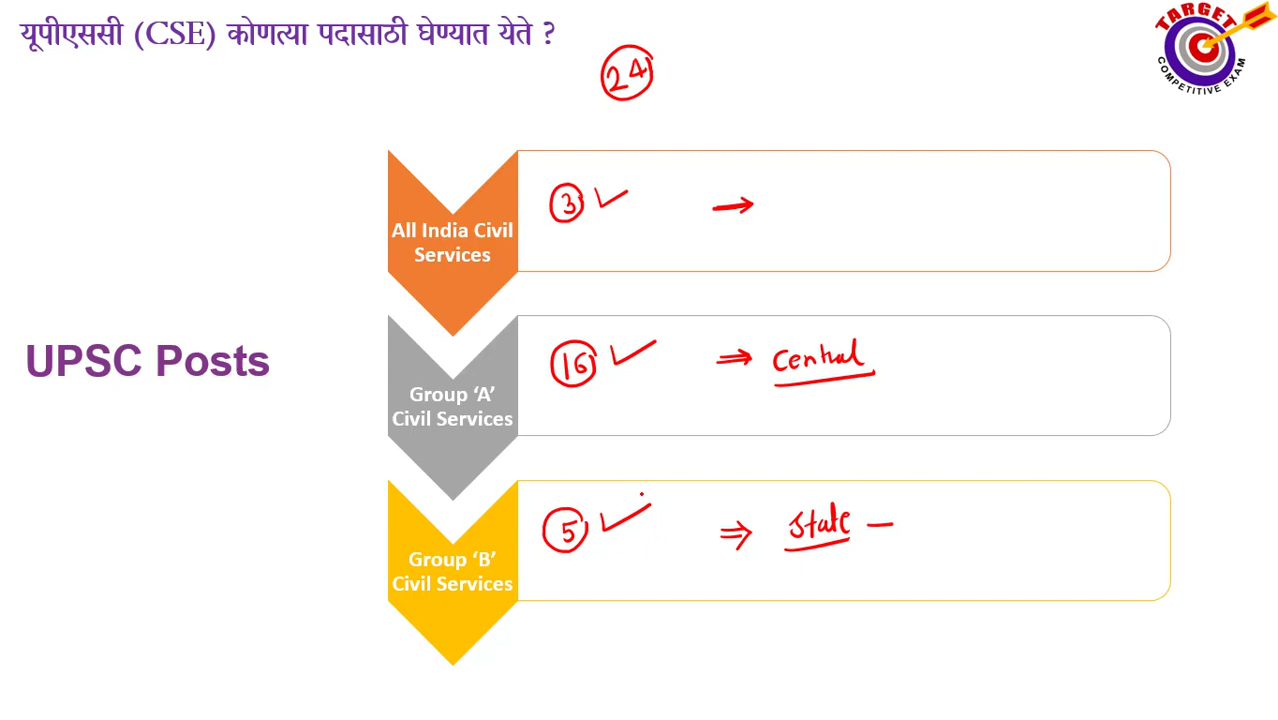 यूपीएससी (CSE) कोणत्या पदासाठी घेण्यात येते ?
TARGET
COMPETITIVE EXAM
24
All India Civil
Services
3
UPSC Posts
Group ‘A’
Civil Services
16
Central
Group ‘B’
Civil Services
5
State